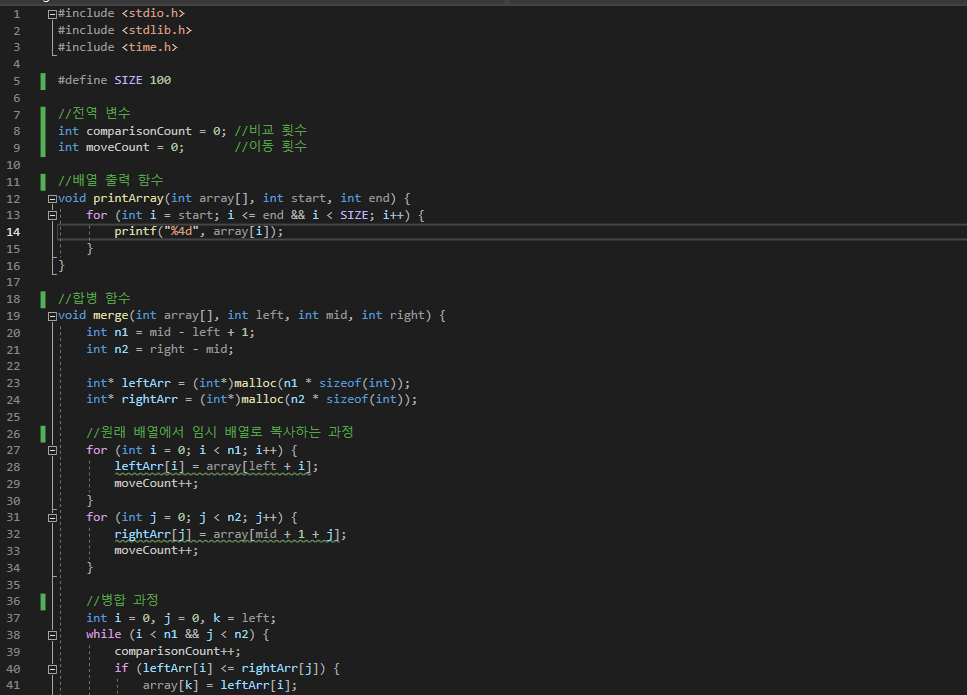 1 #include <stdio.h>
2 #include <stdlib.h>
3 #include <time.h>
4
5 #define SIZE 100
6
7 //전역 변수
8 int comparisonCount = 0; //비교 횟수
9 int moveCount = 0;       //이동 횟수
10
11 //배열 출력 함수
12 void printArray(int array[], int start, int end) {
13     for (int i = start; i <= end && i < SIZE; i++) {
14         printf("%4d", array[i]);
15     }
16 }
17
18 //합병 함수
19 void merge(int array[], int left, int mid, int right) {
20     int n1 = mid - left + 1;
21     int n2 = right - mid;
22
23     int* leftArr = (int*)malloc(n1 * sizeof(int));
24     int* rightArr = (int*)malloc(n2 * sizeof(int));
25
26     //원래 배열에서 임시 배열로 복사하는 과정
27     for (int i = 0; i < n1; i++) {
28         leftArr[i] = array[left + i];
29         moveCount++;
30     }
31     for (int j = 0; j < n2; j++) {
32         rightArr[j] = array[mid + 1 + j];
33         moveCount++;
34     }
35
36     //병합 과정
37     int i = 0, j = 0, k = left;
38     while (i < n1 && j < n2) {
39         comparisonCount++;
40         if (leftArr[i] <= rightArr[j]) {
41             array[k] = leftArr[i];